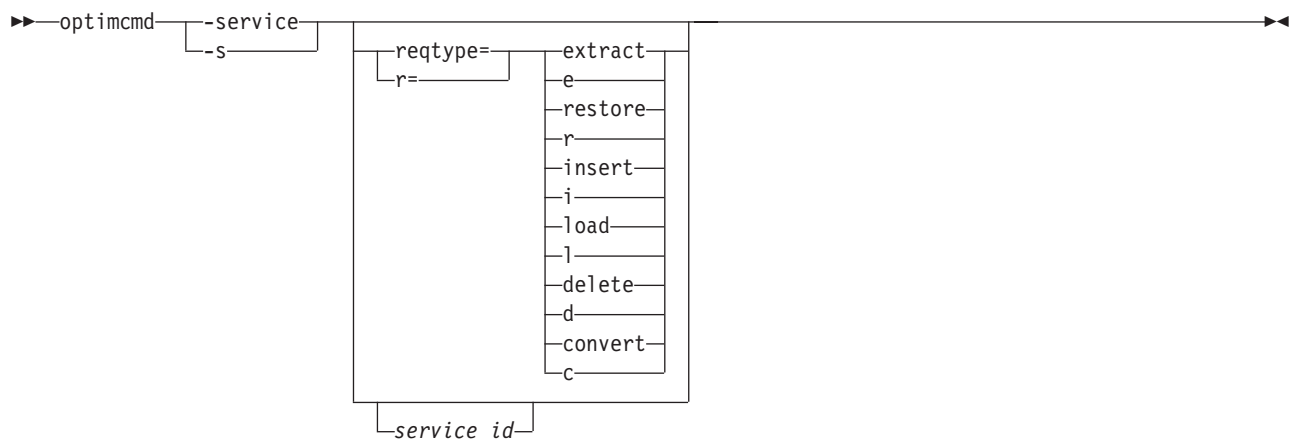 optimcmd -service
-s
reqtype= extract
r= e
restore
r
insert
i
load
l
delete
d
convert
c
service id